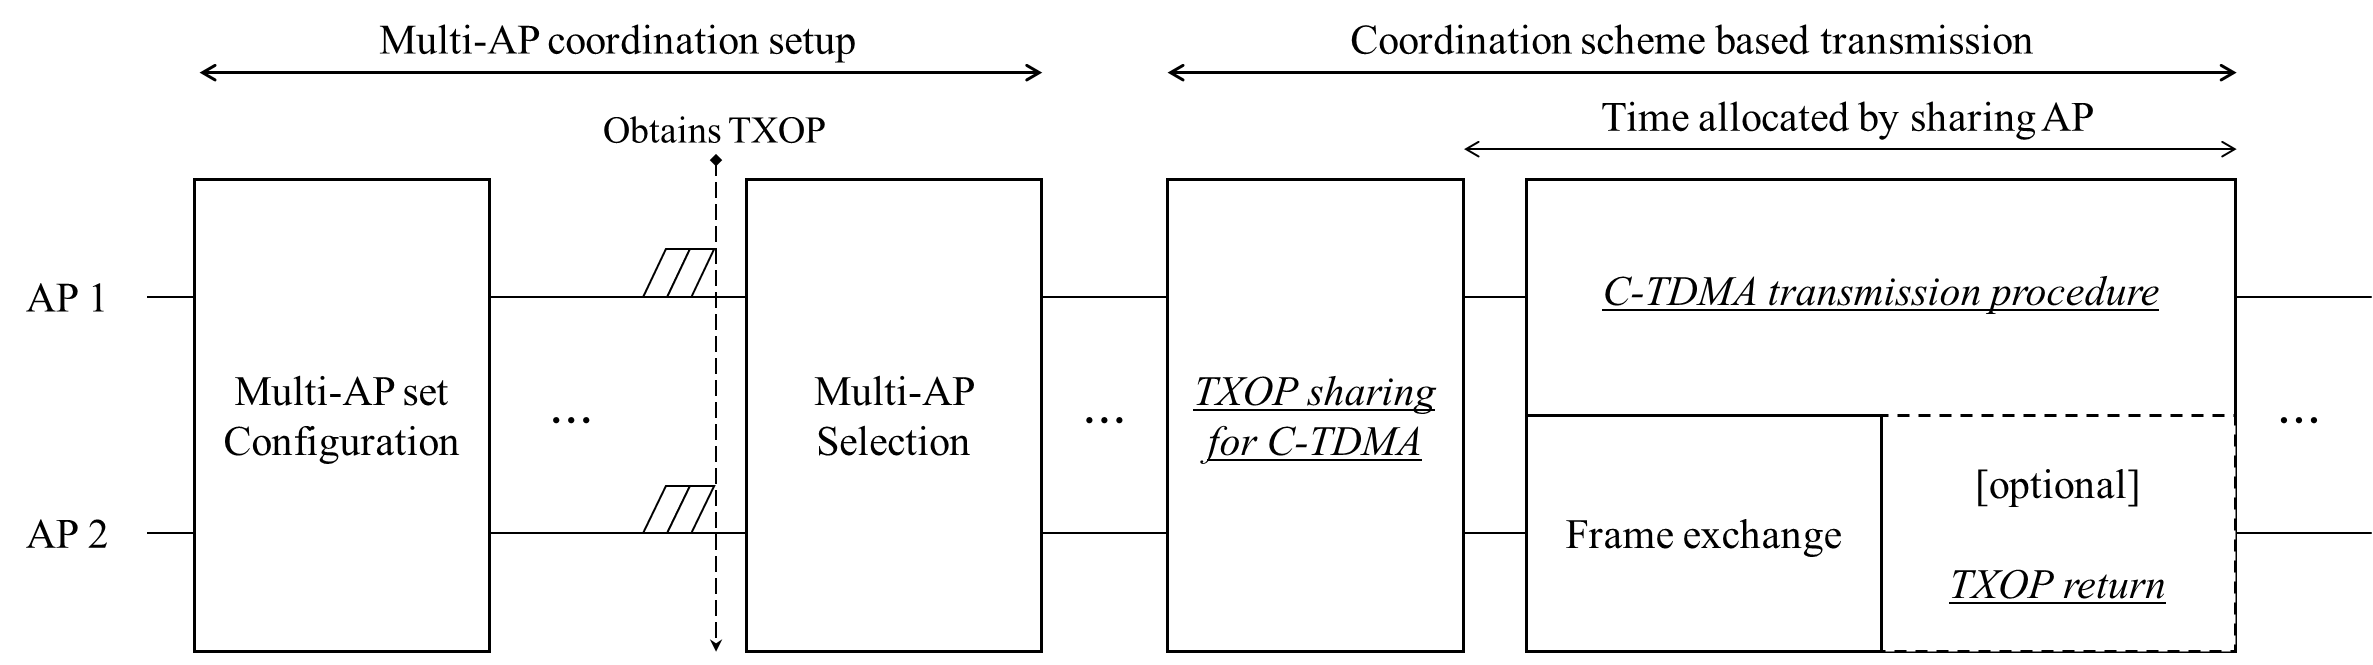 Multi-AP coordination setup
Coordination scheme based transmission
Time allocated by sharing AP
Obtains TXOP
AP 1
C-TDMA transmission procedure
Multi-AP set
Configuration
...
Multi-AP
Selection
...
TXOP sharing
for C-TDMA
...
[optional]
AP 2
Frame exchange
TXOP return